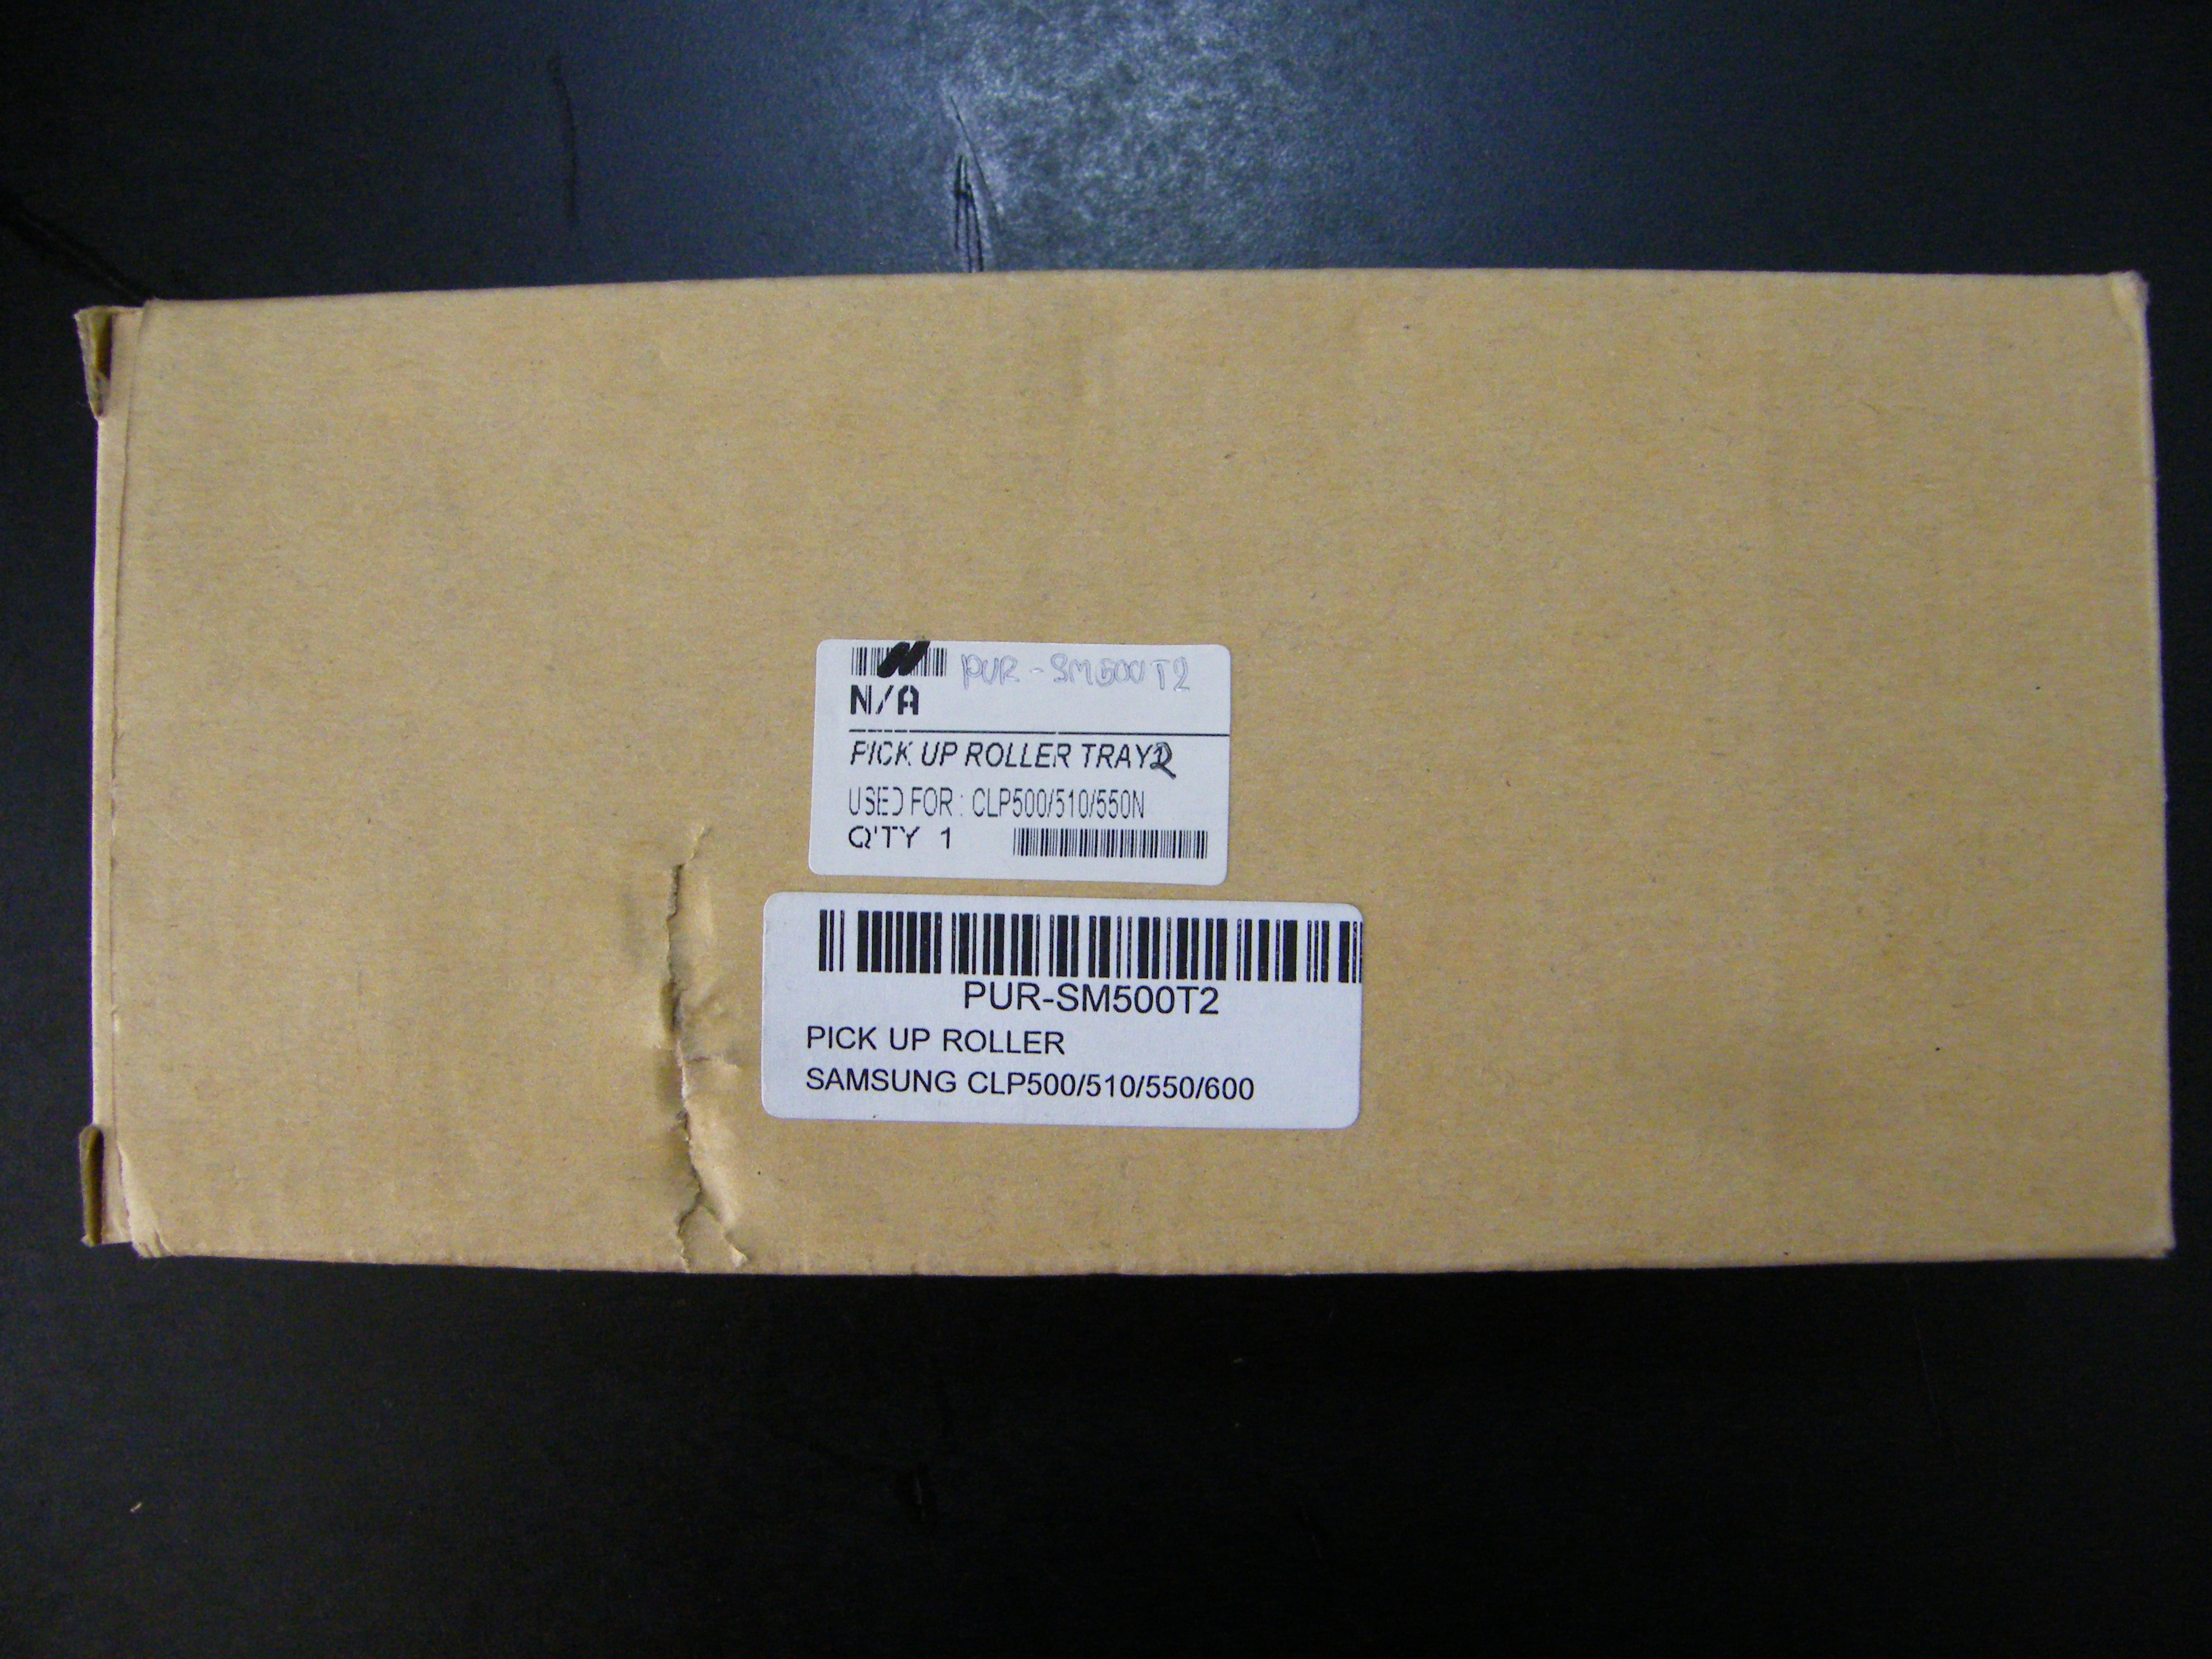 PUR-SM500T2
N/A
PICK UP ROLLER TRAY2
USED FOR : CLP500/510/550N
Q'TY 1
PUR-SM500T2
PICK UP ROLLER
SAMSUNG CLP500/510/550/600